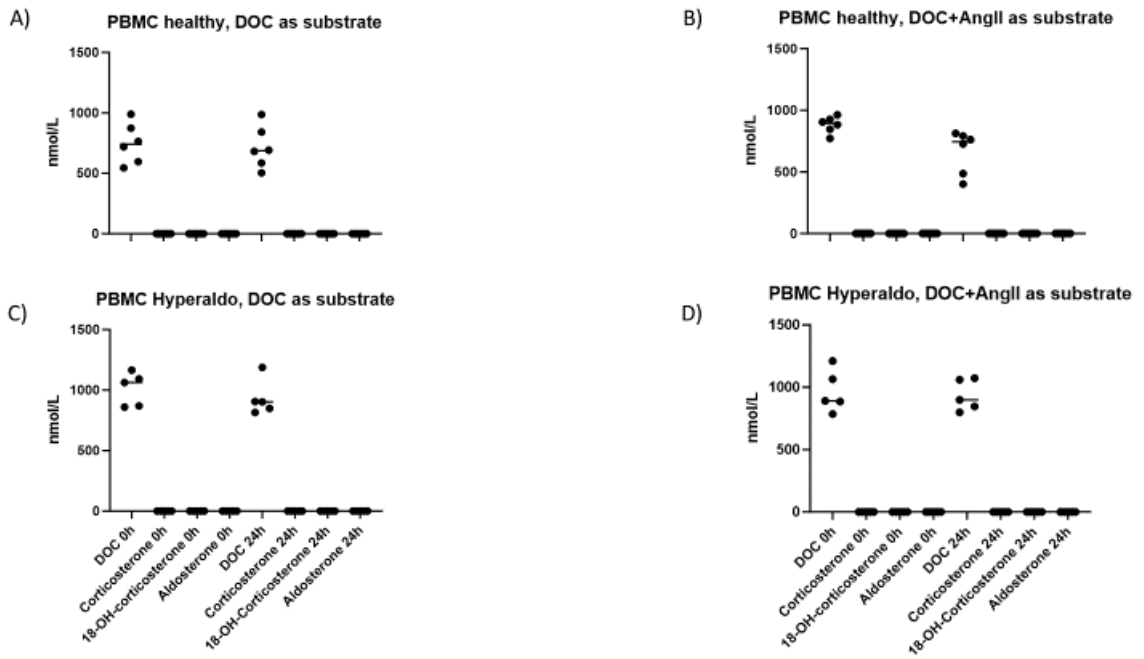 A)
PBMC healthy, DOC as substrate
1500
1000
500
0
nmol/L
B)
PBMC healthy, DOC+AngII as substrate
1500
1000
500
0
nmol/L
C)
PBMC Hyperaldo, DOC as substrate
1500
1000
500
0
nmol/L
DOC 0h
Corticosterone 0h
18-OH-corticosterone 0h
Aldosterone 0h
DOC 24h
Corticosterone 24h
18-OH-Corticosterone 24h
Aldosterone 24h
D)
PBMC Hyperaldo, DOC+AngII as substrate
1500
1000
500
0
nmol/L
DOC 0h
Corticosterone 0h
18-OH-corticosterone 0h
Aldosterone 0h
DOC 24h
Corticosterone 24h
18-OH-Corticosterone 24h
Aldosterone 24h